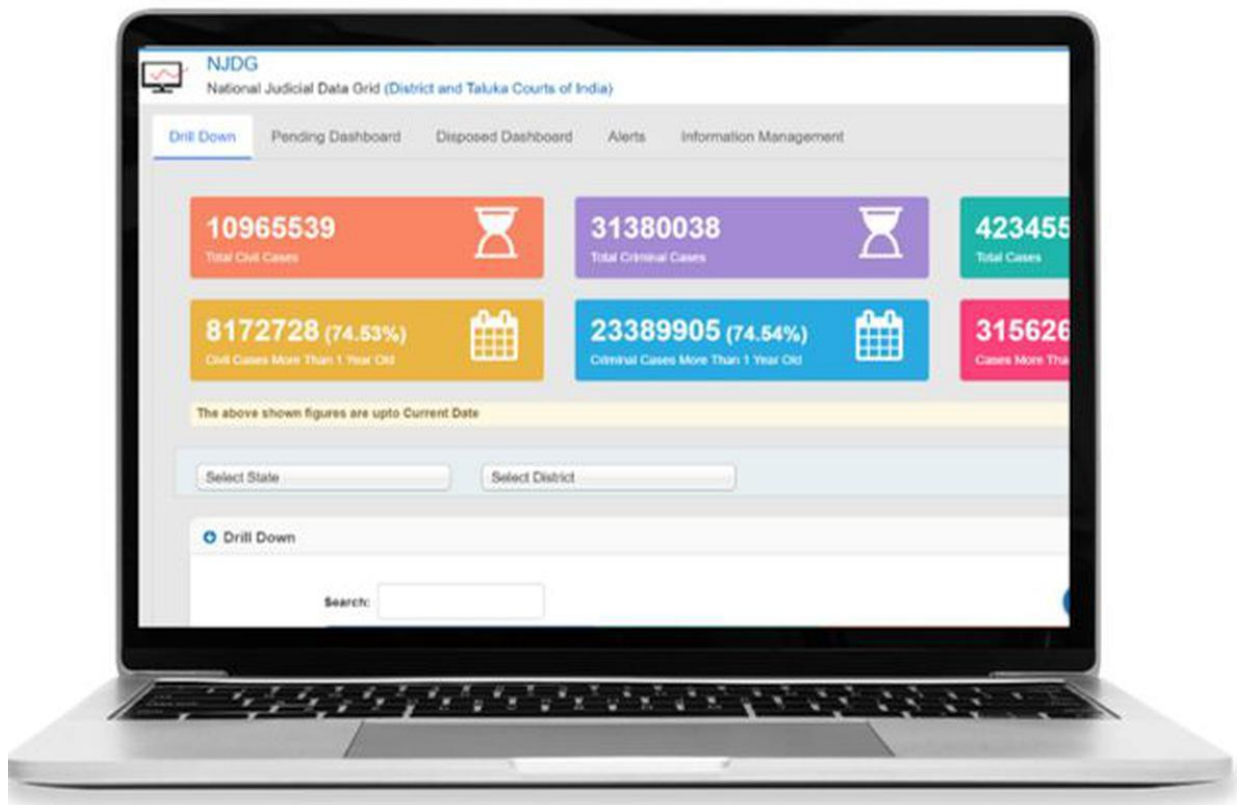 NJDG
National Judicial Data Grid (District and Taluka Courts of India)
Drill Down Pending Dashboard Disposed Dashboard Alerts Information Management
10965539 31380038 423455
Total Civil Cases Total Criminal Cases Total Cases
8172728 (74.53%) 23389905 (74.54%) 315626
Civil Cases More Than 1 Year Old Criminal Cases More Than 1 Year Old Cases More Tha
The above shown figures are upto Current Date
Select State Select District
Drill Down
Search: